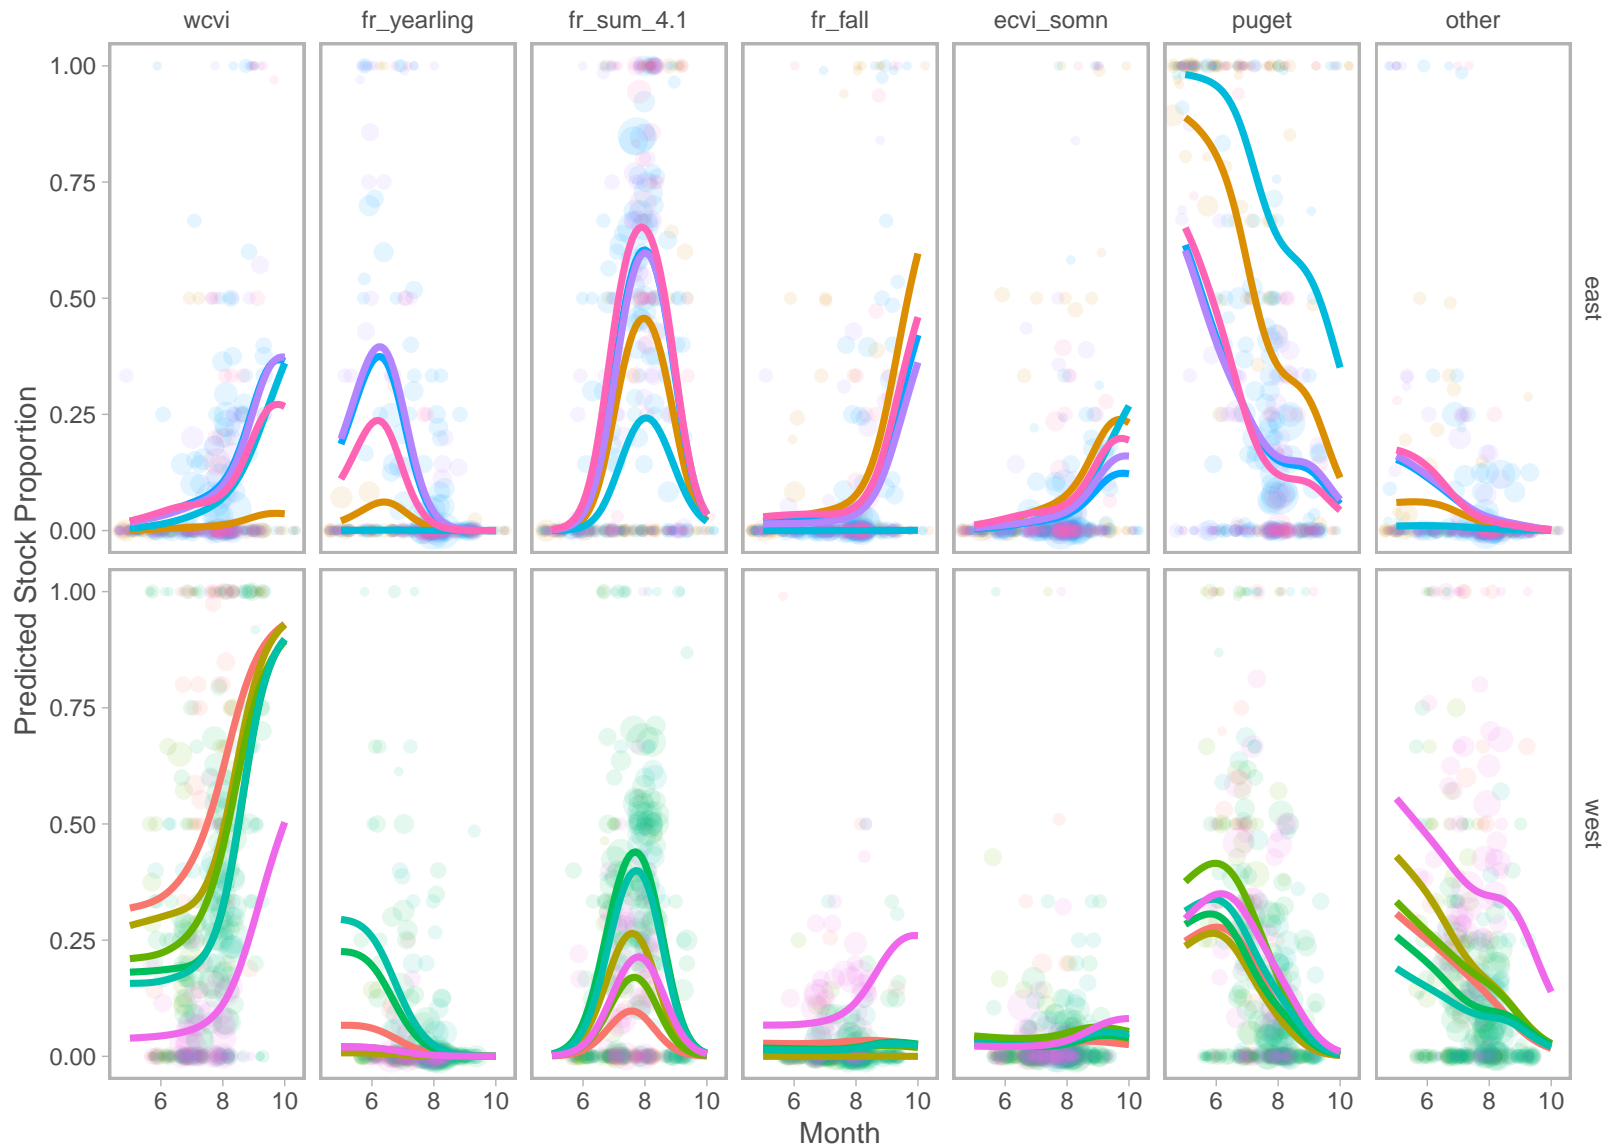 wcvi fr_yearling fr_sum_4.1 fr_fall ecvi_somn puget other
1.00
0.75
0.50
0.25
0.00
east
1.00
0.75
0.50
0.25
0.00
west
Predicted Stock Proportion
6 8 10 6 8 10 6 8 10 6 8 10 6 8 10 6 8 10 6 8 10
Month